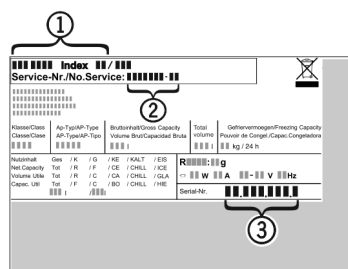 1
Index /
Service-Nr./No.Service: -
2
Klasse/Class Ap-Typ/AP-Type Bruttoinhalt/Gross Capacity Total Gefriervermoegen/Freezing Capacity
Classe/Clase AP-Type/AP-Tipo Volume Brut/Capacidad Bruta volume Pouvoir de Congel./Capac.Congeladora
l l kg / 24 h
Nutzinhalt Ges / K / G / KE / KALT / EIS
Net.Capacity Tot / R / F / CE / CHILL / ICE
Volume Utile Tot / R / C / CA / CHILL / GLA
Capac. Util Tot / F / C / BO / CHILL / HIE
l / l
R : g
W A - V Hz
Serial-Nr. . . .
3